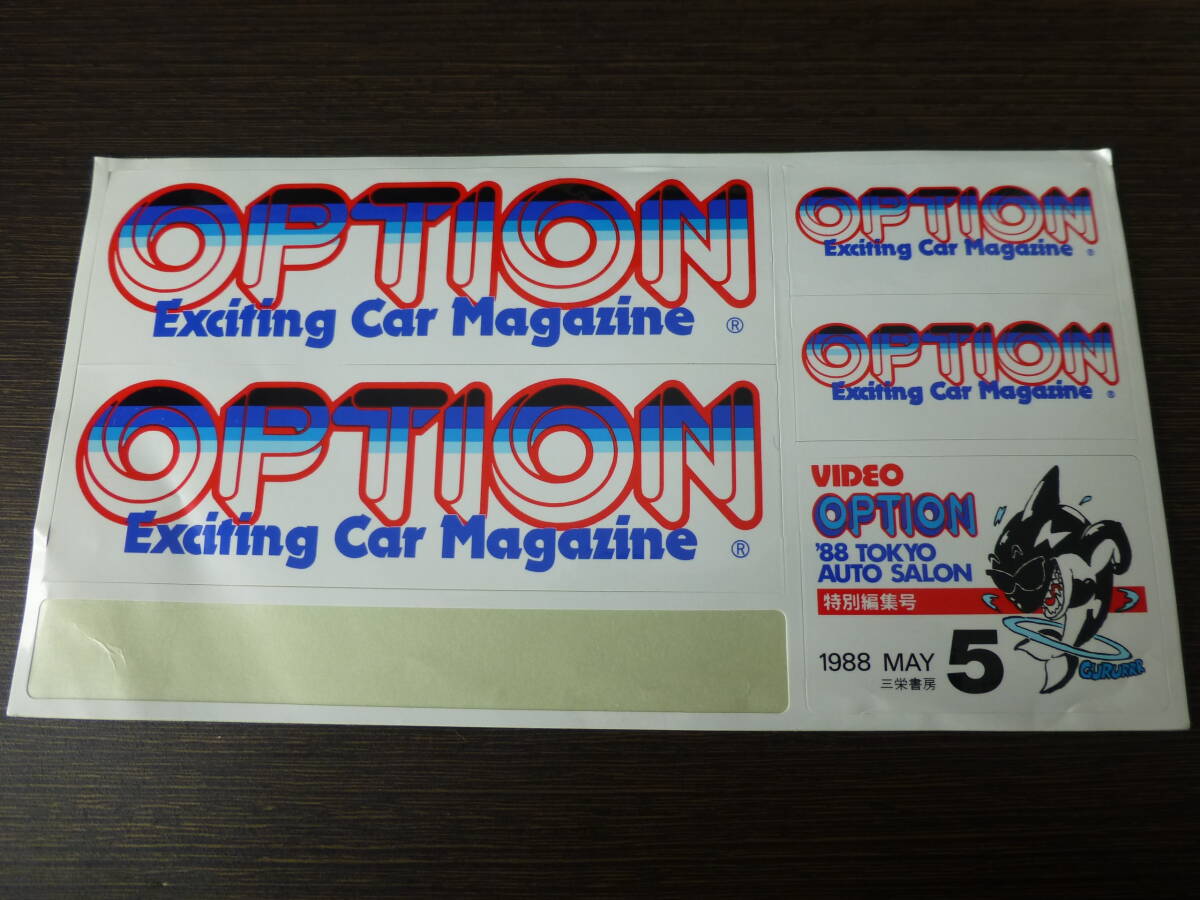 OPTION
Exciting Car Magazine ®
OPTION
Exciting Car Magazine ®
OPTION
Exciting Car Magazine ®
OPTION
Exciting Car Magazine ®
VIDEO
OPTION
'88 TOKYO
AUTO SALON
特別編集号
1988 MAY 5
三栄書房
GURURRR